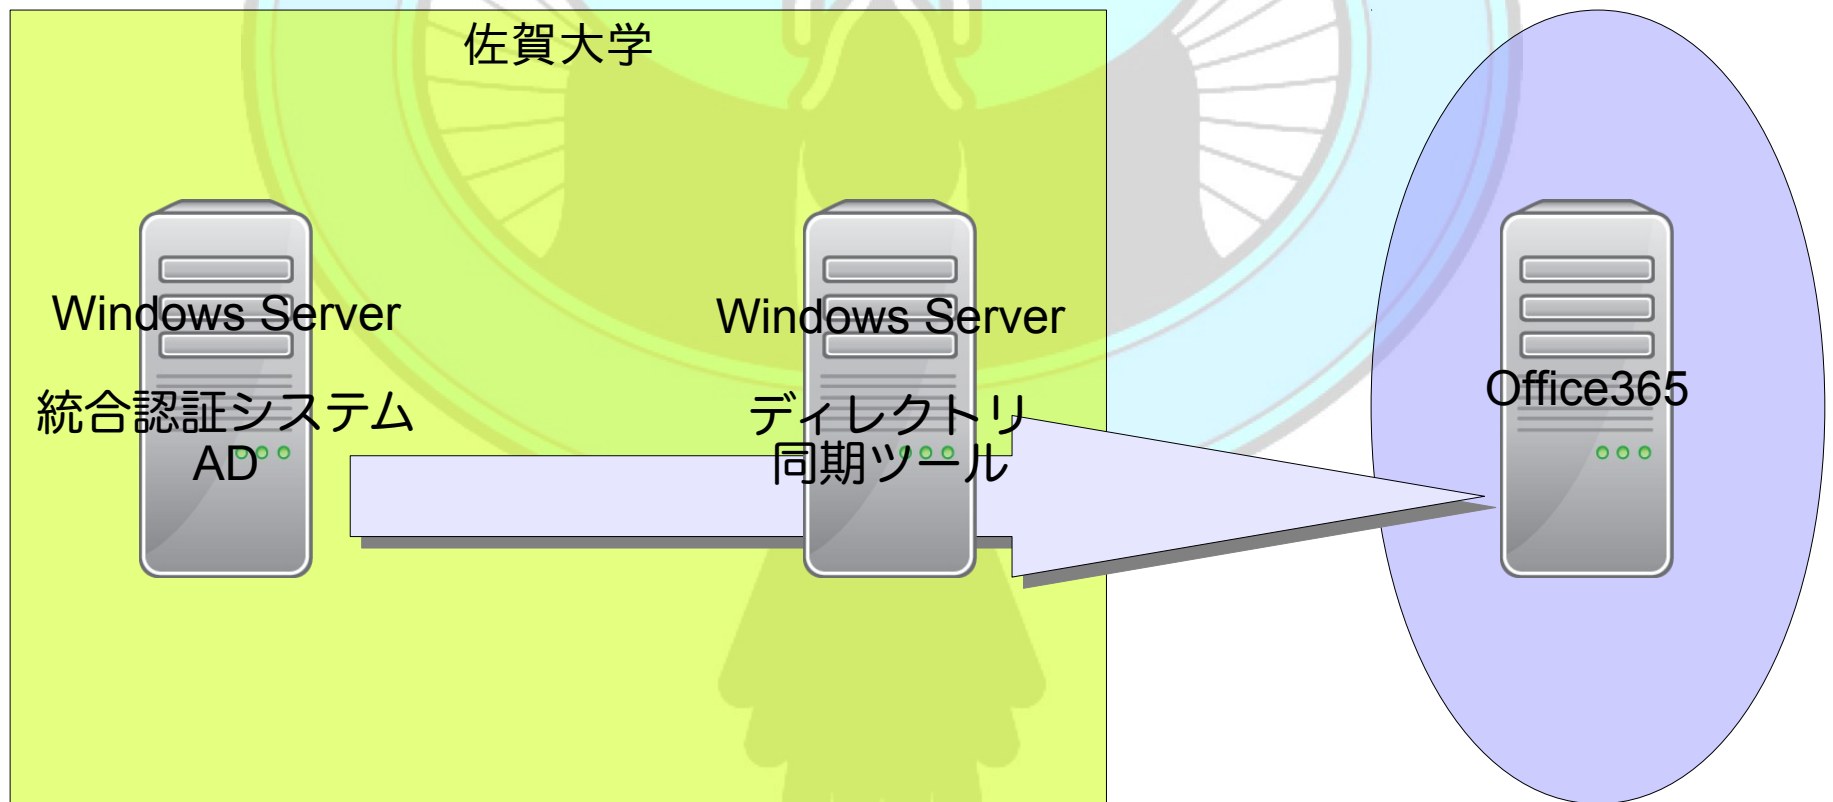 佐賀大学
Windows Server
統合認証システム
AD
Windows Server
ディレクトリ
同期ツール
Office365